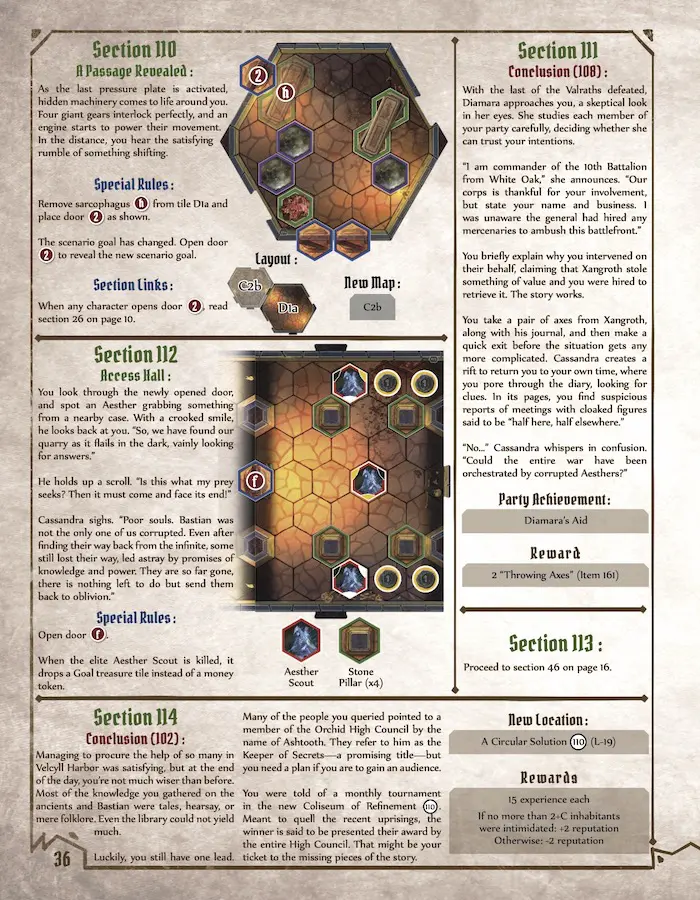 Section 110
A Passage Revealed:
As the last pressure plate is activated,
hidden machinery comes to life around you.
Four giant gears interlock perfectly, and an
engine starts to power their movement.
In the distance, you hear the satisfying
rumble of something shifting.
Special Rules:
Remove sarcophagus h from tile D1a and
place door 2 as shown.
The scenario goal has changed. Open door
2 to reveal the new scenario goal.
Section Links:
When any character opens door 2, read
section 26 on page 10.
2
h
Layout:
C2b
D1a
New Map:
C2b
Section 112
Access Hall:
You look through the newly opened door,
and spot an Aesther grabbing something
from a nearby case. With a crooked smile,
he looks back at you. “So, we have found our
quarry as it flails in the dark, vainly looking
for answers.”
He holds up a scroll. “Is this what my prey
seeks? Then it must come and face its end!”
Cassandra sighs. “Poor souls. Bastian was
not the only one of us corrupted. Even after
finding their way back from the infinite, some
still lost their way, led astray by promises of
knowledge and power. They are so far gone,
there is nothing left to do but send them
back to oblivion.”
Special Rules:
Open door f.
When the elite Aesther Scout is killed, it
drops a Goal treasure tile instead of a money
token.
f
1
1
1
1
Aesther
Scout
Stone
Pillar (x4)
Section 111
Conclusion (108):
With the last of the Valraths defeated,
Diamara approaches you, a skeptical look
in her eyes. She studies each member of
your party carefully, deciding whether she
can trust your intentions.
“I am commander of the 10th Battalion
from White Oak,” she announces. “Our
corps is thankful for your involvement,
but state your name and business. I
was unaware the general had hired any
mercenaries to ambush this battlefront.”
You briefly explain why you intervened on
their behalf, claiming that Xangroth stole
something of value and you were hired to
retrieve it. The story works.
You take a pair of axes from Xangroth,
along with his journal, and then make a
quick exit before the situation gets any
more complicated. Cassandra creates a
rift to return you to your own time, where
you pore through the diary, looking for
clues. In its pages, you find suspicious
reports of meetings with cloaked figures
said to be “half here, half elsewhere.”
“No...” Cassandra whispers in confusion.
“Could the entire war have been
orchestrated by corrupted Aesthers?”
Party Achievement:
Diamara’s Aid
Reward
2 “Throwing Axes” (Item 161)
Section 113:
Proceed to section 46 on page 16.
Section 114
Conclusion (102):
Managing to procure the help of so many in
Velcyll Harbor was satisfying, but at the end
of the day, you’re not much wiser than before.
Most of the knowledge you gathered on the
ancients and Bastian were tales, hearsay, or
mere folklore. Even the library could not yield
much.
Luckily, you still have one lead.
Many of the people you queried pointed to a
member of the Orchid High Council by the
name of Ashtooth. They refer to him as the
Keeper of Secrets—a promising title—but
you need a plan if you are to gain an audience.
You were told of a monthly tournament
in the new Coliseum of Refinement 110.
Meant to quell the recent uprisings, the
winner is said to be presented their award by
the entire High Council. That might be your
ticket to the missing pieces of the story.
New Location:
A Circular Solution 110 (L-19)
Rewards
15 experience each
If no more than 2+C inhabitants
were intimidated: +2 reputation
Otherwise: -2 reputation
36